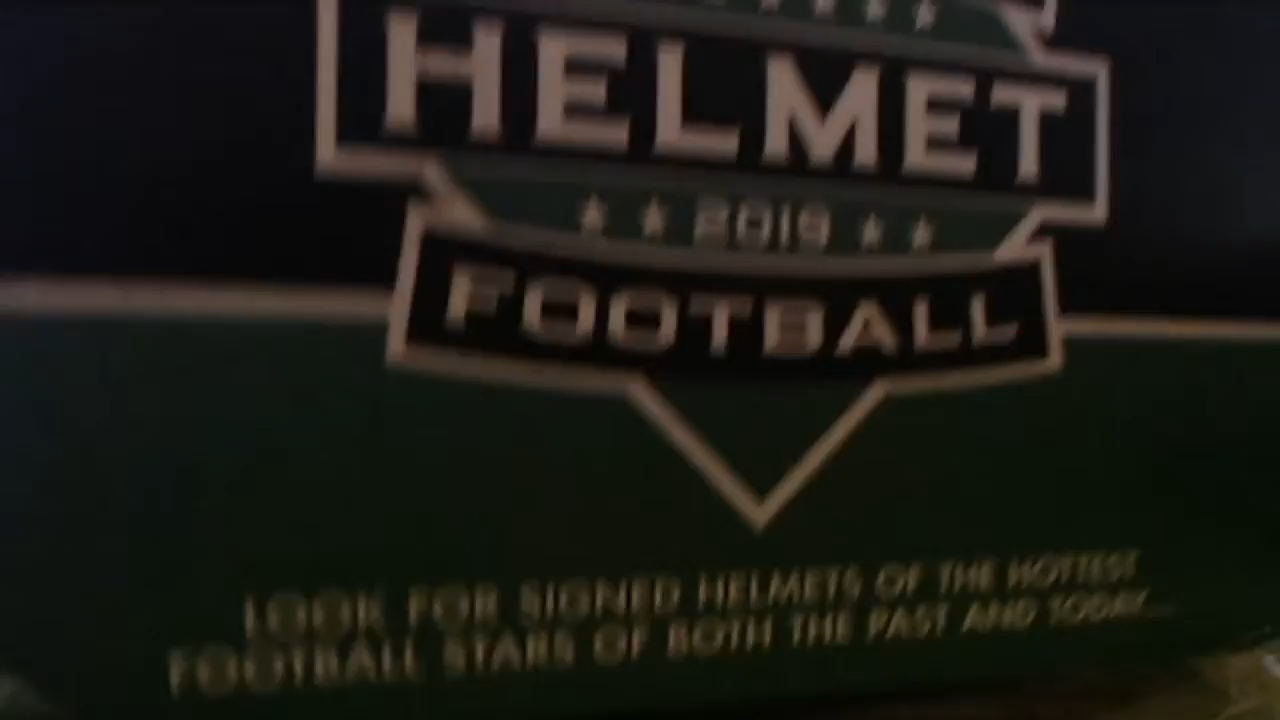 HELMET
2019
FOOTBALL
LOOK FOR SIGNED HELMETS OF THE HOTTEST
FOOTBALL STARS OF BOTH THE PAST AND TODAY...